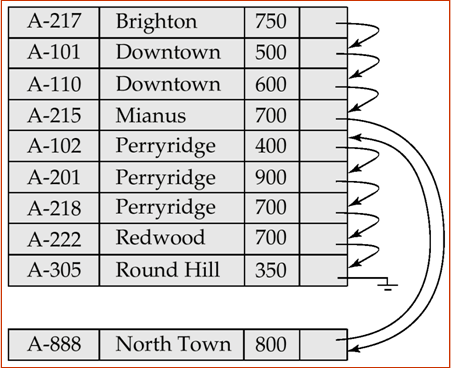 A-217 Brighton 750
A-101 Downtown 500
A-110 Downtown 600
A-215 Mianus 700
A-102 Perryridge 400
A-201 Perryridge 900
A-218 Perryridge 700
A-222 Redwood 700
A-305 Round Hill 350
A-888 North Town 800